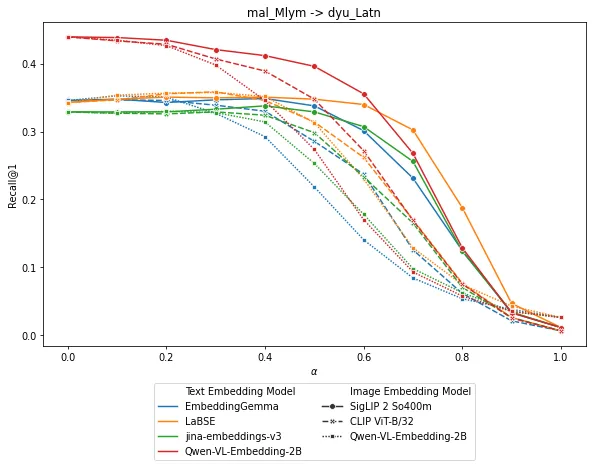 mal_Mlym -> dyu_Latn
Recall@1
0.4
0.3
0.2
0.1
0.0
0.0 0.2 0.4 0.6 0.8 1.0
α
Text Embedding Model
EmbeddingGemma
LaBSE
jina-embeddings-v3
Qwen-VL-Embedding-2B
Image Embedding Model
SigLIP 2 So400m
CLIP ViT-B/32
Qwen-VL-Embedding-2B